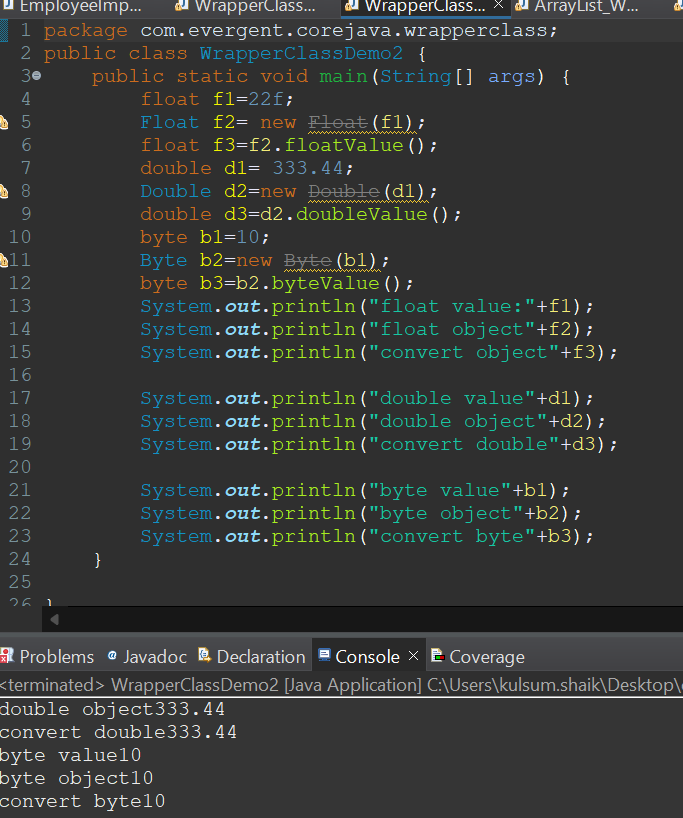 EmployeeImp... WrapperClass... WrapperClass... ArrayList_W...
1 package com.evergent.corejava.wrapperclass;
2 public class WrapperClassDemo2 {
3 public static void main(String[] args) {
4 float f1=22f;
5 Float f2= new Float(f1);
6 float f3=f2.floatValue();
7 double d1= 333.44;
8 Double d2=new Double(d1);
9 double d3=d2.doubleValue();
10 byte b1=10;
11 Byte b2=new Byte(b1);
12 byte b3=b2.byteValue();
13 System.out.println("float value:"+f1);
14 System.out.println("float object"+f2);
15 System.out.println("convert object"+f3);
16
17 System.out.println("double value"+d1);
18 System.out.println("double object"+d2);
19 System.out.println("convert double"+d3);
20
21 System.out.println("byte value"+b1);
22 System.out.println("byte object"+b2);
23 System.out.println("convert byte"+b3);
24 }
25
26 }
Problems Javadoc Declaration Console Coverage
<terminated> WrapperClassDemo2 [Java Application] C:\Users\kulsum.shaik\Desktop\
double object333.44
convert double333.44
byte value10
byte object10
convert byte10